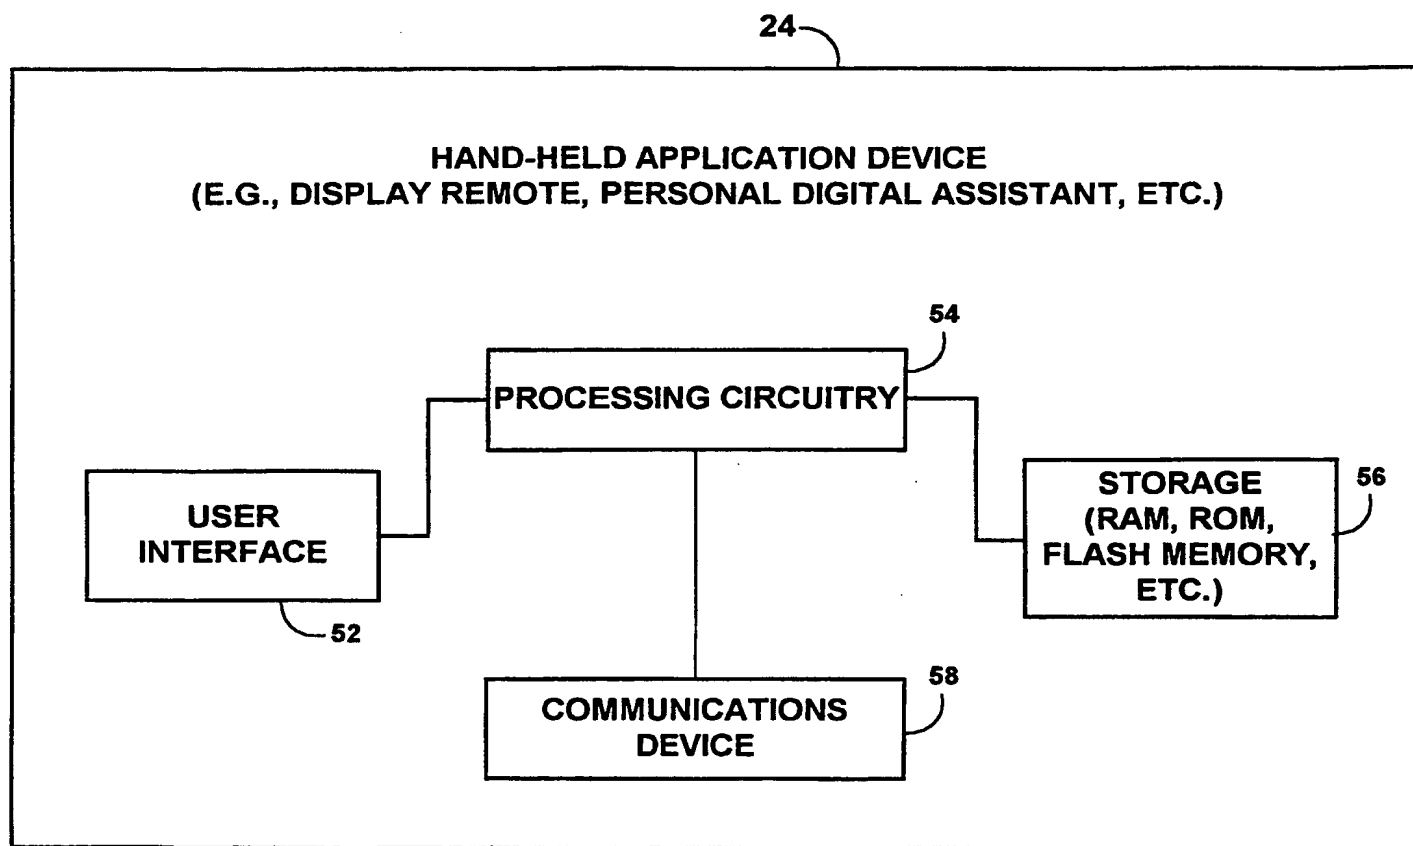 24
HAND-HELD APPLICATION DEVICE
(E.G., DISPLAY REMOTE, PERSONAL DIGITAL ASSISTANT, ETC.)
54
PROCESSING CIRCUITRY
USER
INTERFACE
52
STORAGE
(RAM, ROM,
FLASH MEMORY,
ETC.)
56
58
COMMUNICATIONS
DEVICE